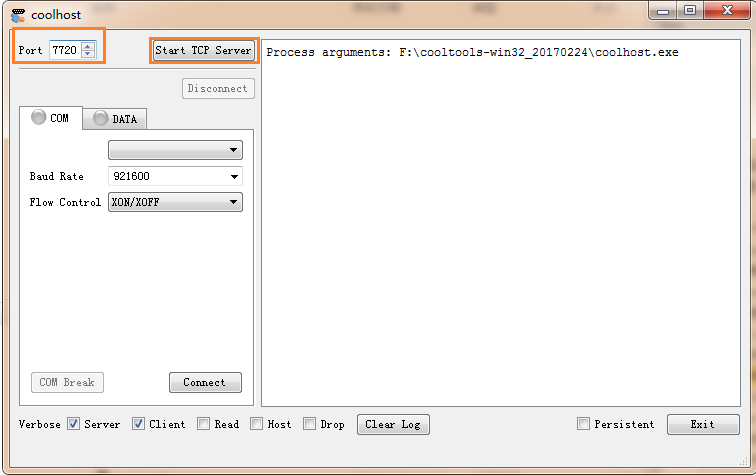 coolhost
Port 7720 Start TCP Server
Process arguments: F:\cooltools-win32_20170224\coolhost.exe
Disconnect
COM DATA
Baud Rate 921600
Flow Control XON/XOFF
COM Break Connect
Verbose Server Client Read Host Drop Clear Log Persistent Exit